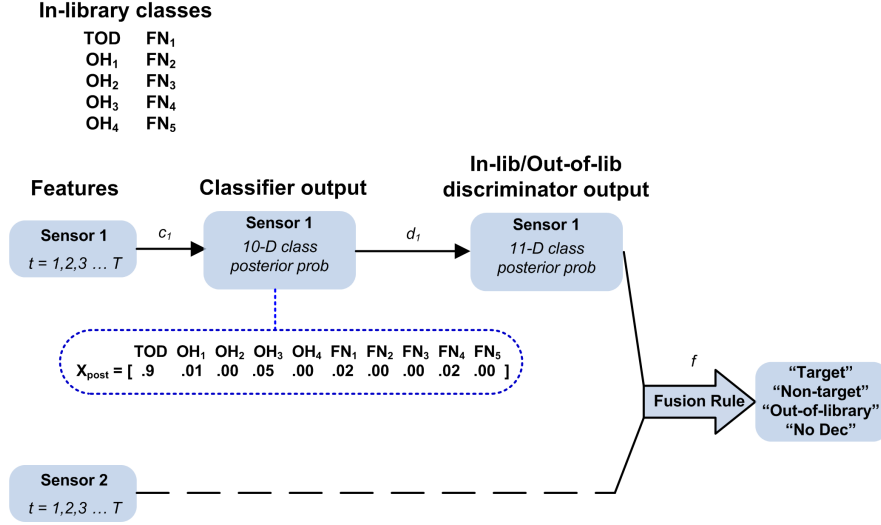 In-library classes
TOD FN₁
OH₁ FN₂
OH₂ FN₃
OH₃ FN₄
OH₄ FN₅
Features
Classifier output
In-lib/Out-of-lib
discriminator output
Sensor 1
t = 1,2,3 … T
c₁
Sensor 1
10-D class
posterior prob
d₁
Sensor 1
11-D class
posterior prob
TOD OH₁ OH₂ OH₃ OH₄ FN₁ FN₂ FN₃ FN₄ FN₅
Xpost = [ .9 .01 .00 .05 .00 .02 .00 .00 .02 .00 ]
f
Fusion Rule
“Target”
“Non-target”
“Out-of-library”
“No Dec”
Sensor 2
t = 1,2,3 … T